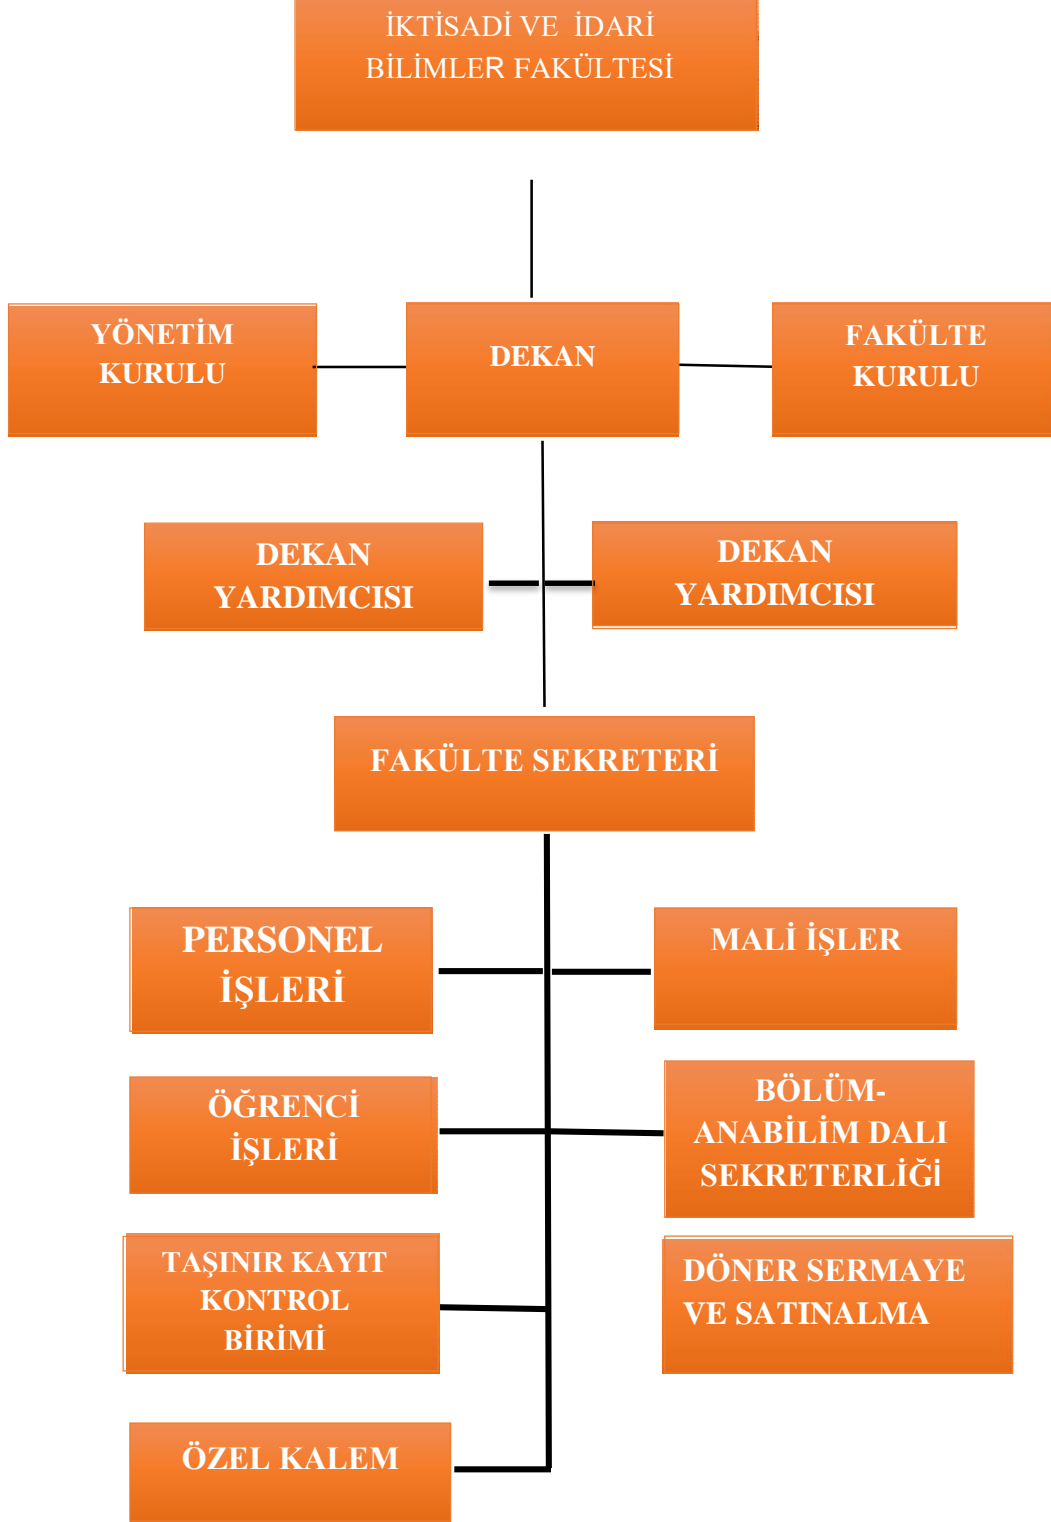 İKTİSADİ VE İDARİ
BİLİMLER FAKÜLTESİ
YÖNETİM
KURULU
DEKAN
FAKÜLTE
KURULU
DEKAN
YARDIMCISI
DEKAN
YARDIMCISI
FAKÜLTE SEKRETERİ
PERSONEL
İŞLERİ
MALİ İŞLER
ÖĞRENCİ
İŞLERİ
BÖLÜM-
ANABİLİM DALI
SEKRETERLİĞİ
TAŞINIR KAYIT
KONTROL
BİRİMİ
DÖNER SERMAYE
VE SATINALMA
ÖZEL KALEM